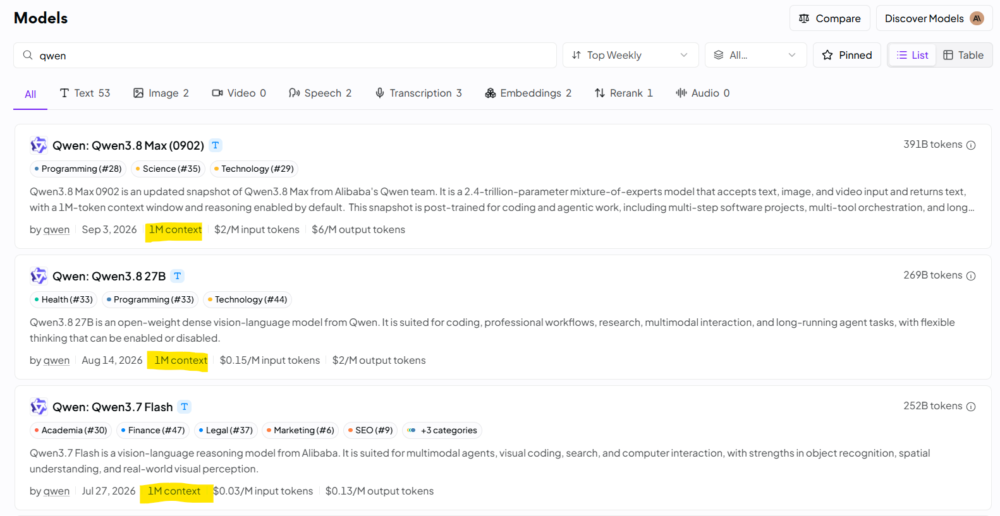 Models
Compare
Discover Models
qwen
Top Weekly
All...
Pinned
List
Table
All
Text 53
Image 2
Video 0
Speech 2
Transcription 3
Embeddings 2
Rerank 1
Audio 0
Qwen: Qwen3.8 Max (0902) T
391B tokens
Programming (#28) Science (#35) Technology (#29)
Qwen3.8 Max 0902 is an updated snapshot of Qwen3.8 Max from Alibaba's Qwen team. It is a 2.4-trillion-parameter mixture-of-experts model that accepts text, image, and video input and returns text,
with a 1M-token context window and reasoning enabled by default. This snapshot is post-trained for coding and agentic work, including multi-step software projects, multi-tool orchestration, and long...
by qwen Sep 3, 2026 1M context $2/M input tokens $6/M output tokens
Qwen: Qwen3.8 27B T
269B tokens
Health (#33) Programming (#33) Technology (#44)
Qwen3.8 27B is an open-weight dense vision-language model from Qwen. It is suited for coding, professional workflows, research, multimodal interaction, and long-running agent tasks, with flexible
thinking that can be enabled or disabled.
by qwen Aug 14, 2026 1M context $0.15/M input tokens $2/M output tokens
Qwen: Qwen3.7 Flash T
252B tokens
Academia (#30) Finance (#47) Legal (#37) Marketing (#6) SEO (#9) +3 categories
Qwen3.7 Flash is a vision-language reasoning model from Alibaba. It is suited for multimodal agents, visual coding, search, and computer interaction, with strengths in object recognition, spatial
understanding, and real-world visual perception.
by qwen Jul 27, 2026 1M context $0.03/M input tokens $0.13/M output tokens